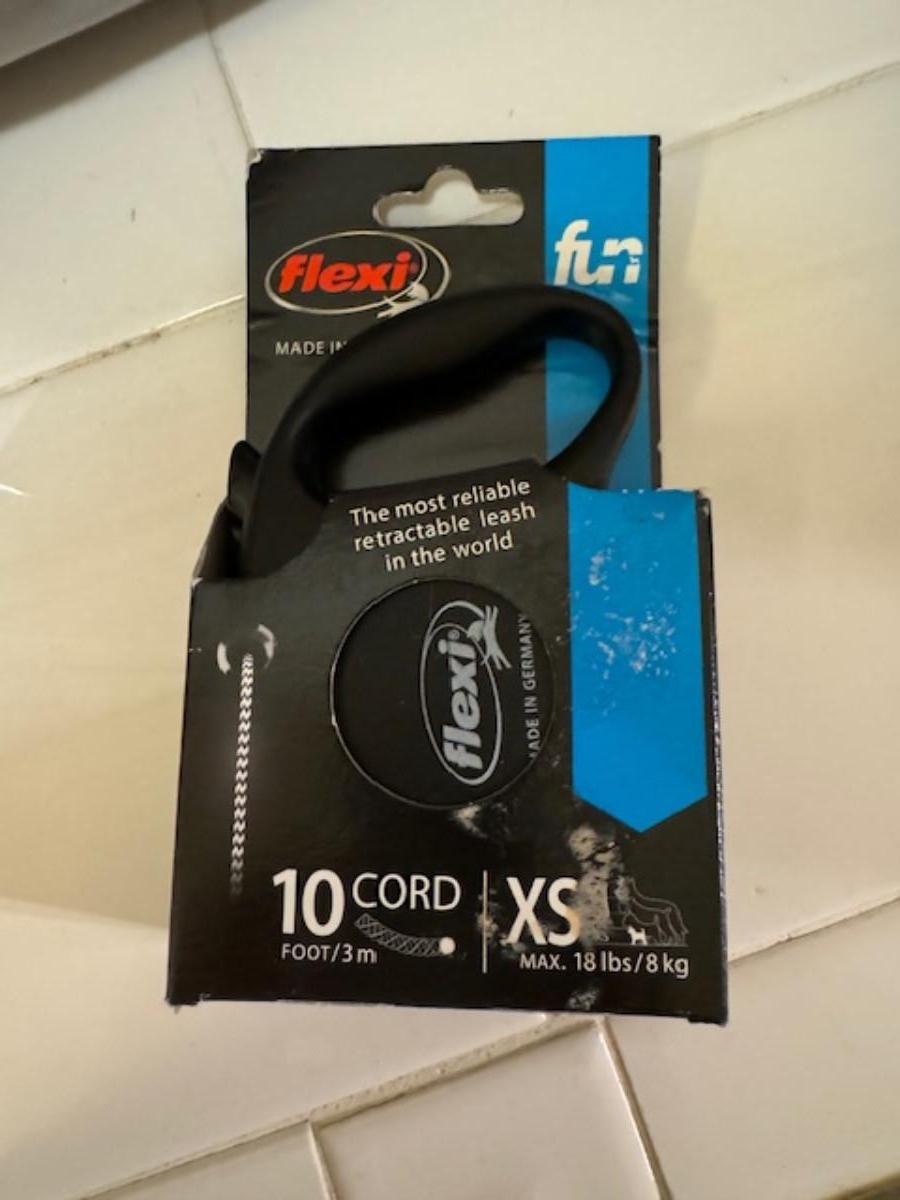 flexi®
fun
MADE IN
The most reliable
retractable leash
in the world
flexi®
MADE IN GERMANY
10 CORD
FOOT/3 m
XS
MAX. 18 lbs/8 kg